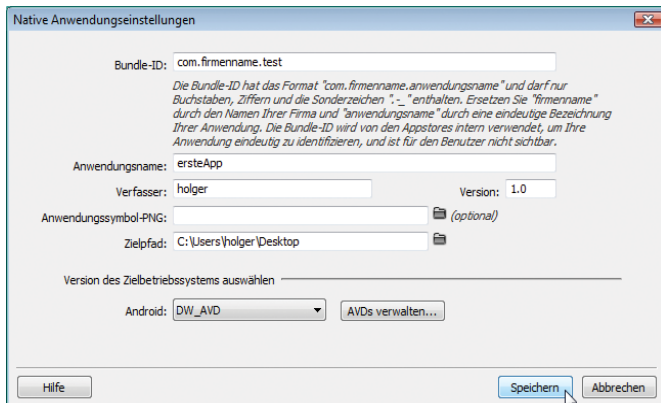 Native Anwendungseinstellungen
Bundle-ID: com.firmenname.test
Die Bundle-ID hat das Format "com.firmenname.anwendungsname" und darf nur
Buchstaben, Ziffern und die Sonderzeichen ".-_" enthalten. Ersetzen Sie "firmenname"
durch den Namen Ihrer Firma und "anwendungsname" durch eine eindeutige Bezeichnung
Ihrer Anwendung. Die Bundle-ID wird von den Appstores intern verwendet, um Ihre
Anwendung eindeutig zu identifizieren, und ist für den Benutzer nicht sichtbar.
Anwendungsname: ersteApp
Verfasser: holger Version: 1.0
Anwendungssymbol-PNG: (optional)
Zielpfad: C:\Users\holger\Desktop
Version des Zielbetriebssystems auswählen
Android: DW_AVD AVDs verwalten...
Hilfe Speichern Abbrechen